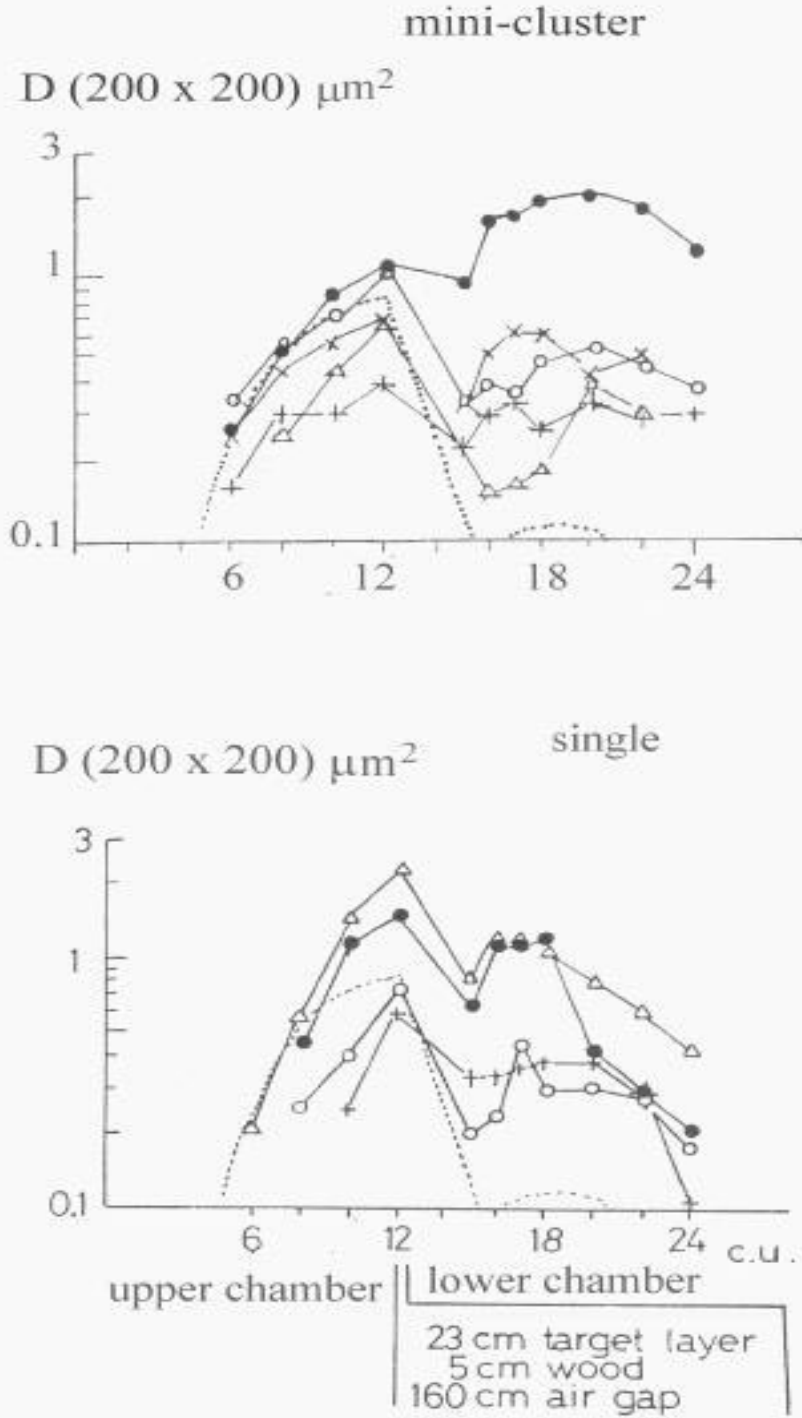 mini-cluster
D (200 x 200) μm²
3
1
0.1
6 12 18 24
single
D (200 x 200) μm²
3
1
0.1
6 12 18 24 c.u.
upper chamber lower chamber
23 cm target layer
5 cm wood
160 cm air gap